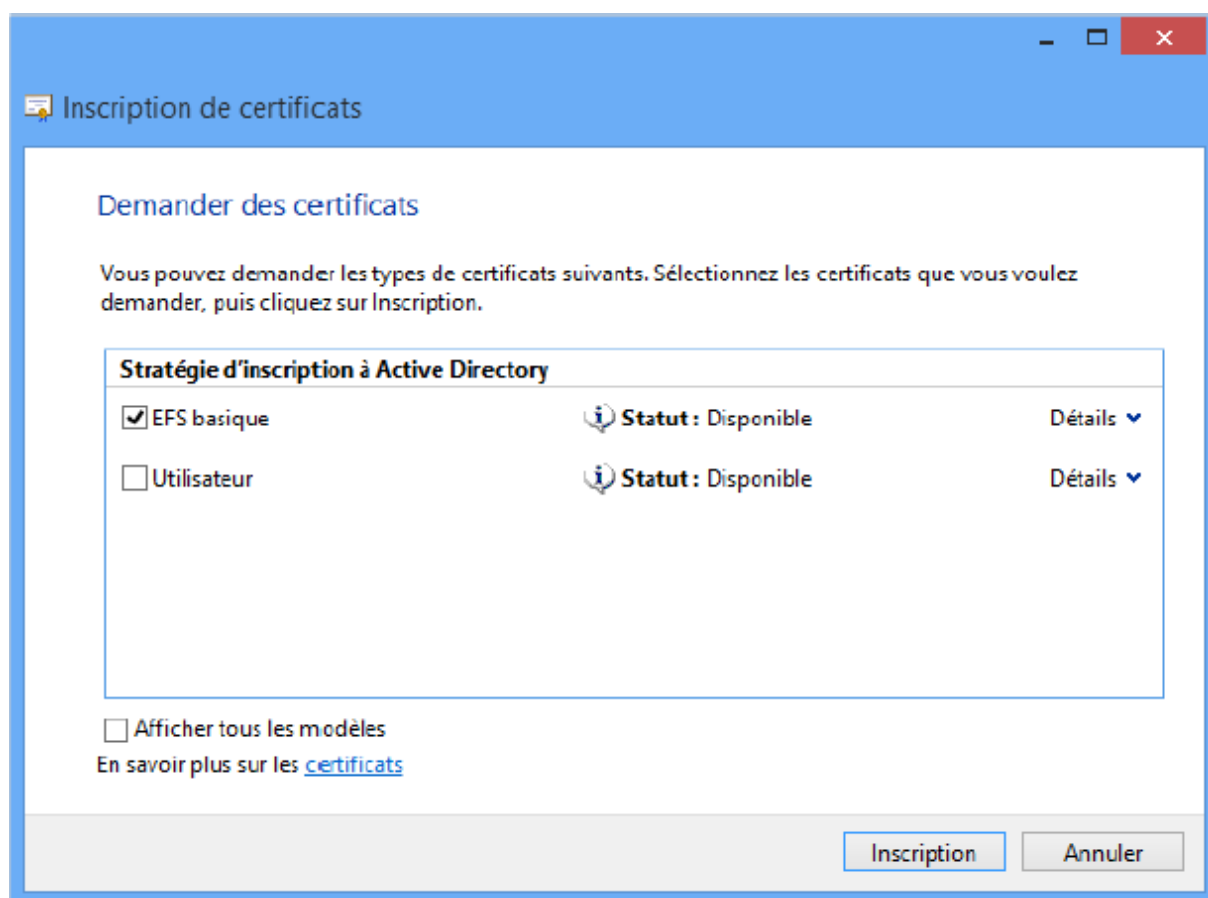 Inscription de certificats
Demander des certificats
Vous pouvez demander les types de certificats suivants. Sélectionnez les certificats que vous voulez
demander, puis cliquez sur Inscription.
Stratégie d'inscription à Active Directory
EFS basique Statut : Disponible Détails
Utilisateur Statut : Disponible Détails
Afficher tous les modèles
En savoir plus sur les certificats
Inscription Annuler